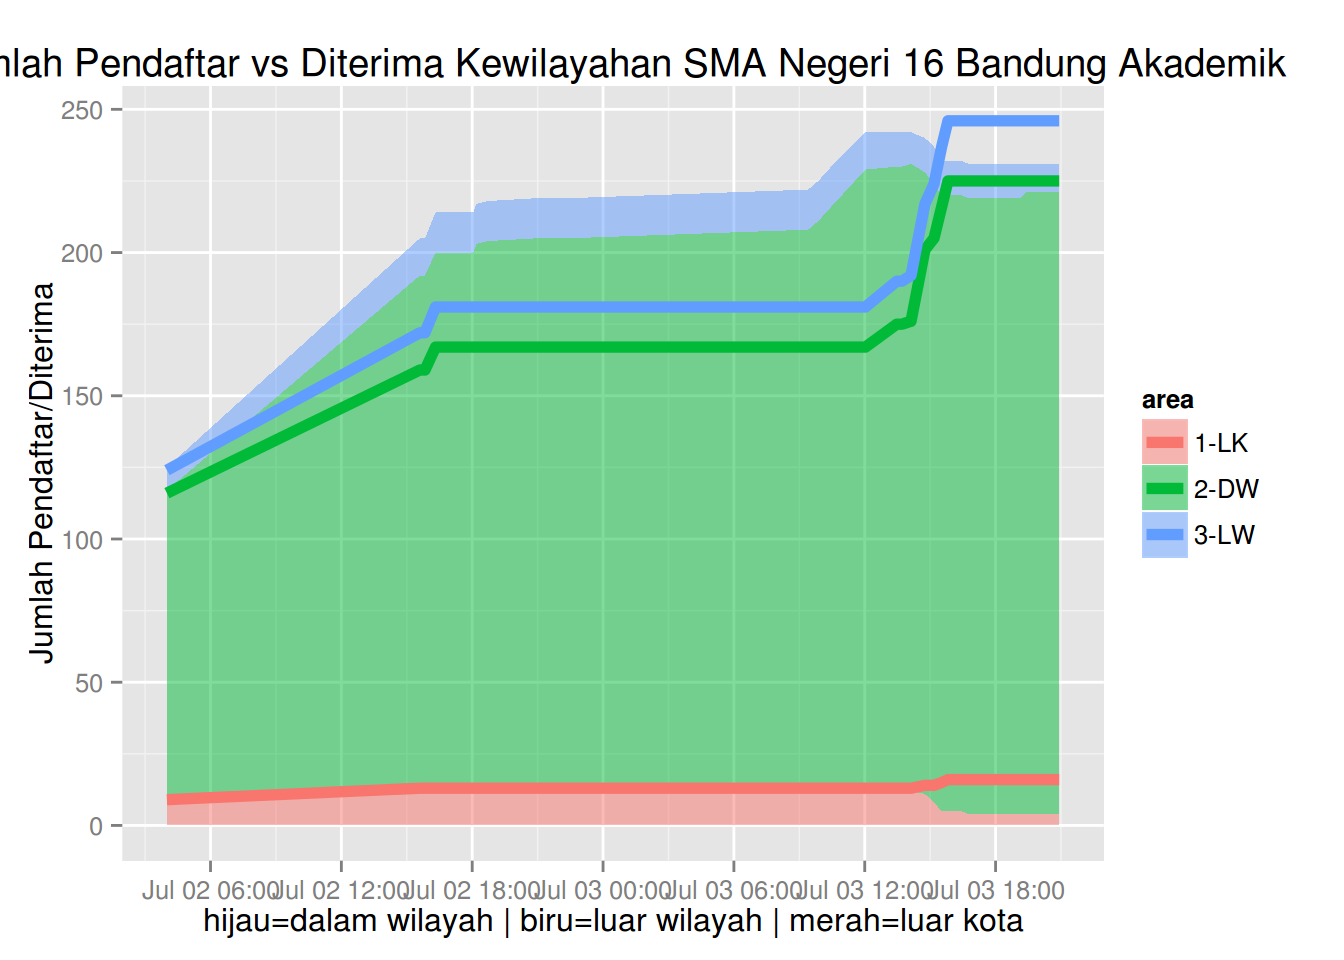 Pendaftar vs Diterima Kewilayahan SMA Negeri 16 Bandung Akademik
250
200
150
100
50
0
Jumlah Pendaftar/Diterima
Jul 02 06:00
Jul 02 12:00
Jul 02 18:00
Jul 03 00:00
Jul 03 06:00
Jul 03 12:00
Jul 03 18:00
hijau=dalam wilayah | biru=luar wilayah | merah=luar kota
area
1-LK
2-DW
3-LW